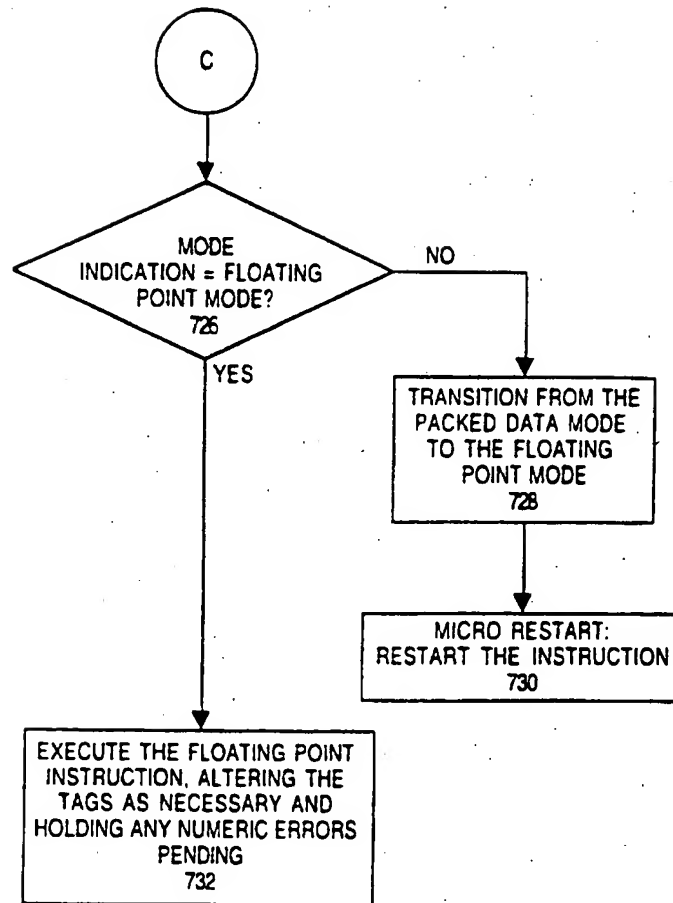 C
MODE
INDICATION = FLOATING
POINT MODE?
726
NO
YES
TRANSITION FROM THE
PACKED DATA MODE
TO THE FLOATING
POINT MODE
728
MICRO RESTART:
RESTART THE INSTRUCTION
730
EXECUTE THE FLOATING POINT
INSTRUCTION, ALTERING THE
TAGS AS NECESSARY AND
HOLDING ANY NUMERIC ERRORS
PENDING
732